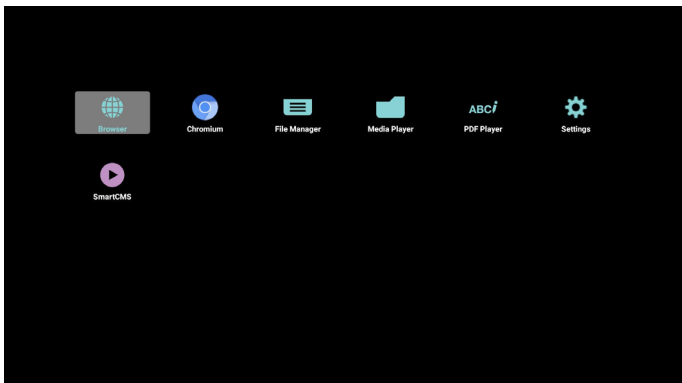 Browser
Chromium
File Manager
Media Player
ABCi
PDF Player
Settings
SmartCMS